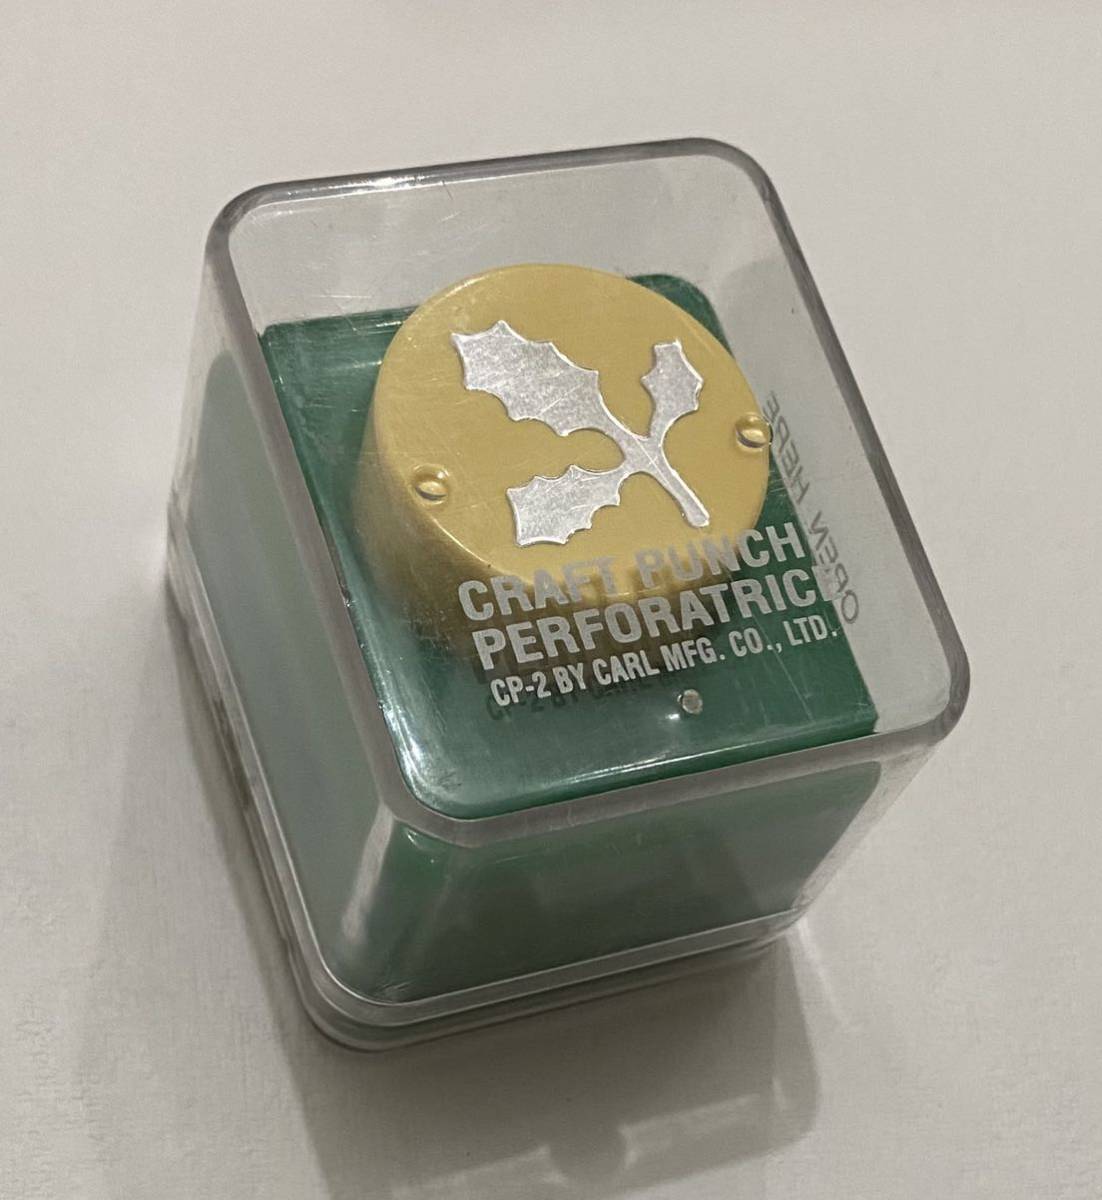 CRAFT PUNCH
PERFORATRICE
CP-2 BY CARL MFG. CO., LTD.
OPEN HERE